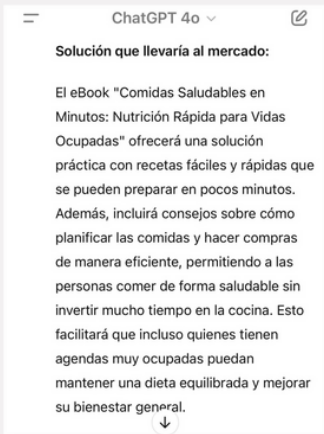 ChatGPT 4o
Solución que llevaría al mercado:
El eBook "Comidas Saludables en
Minutos: Nutrición Rápida para Vidas
Ocupadas" ofrecerá una solución
práctica con recetas fáciles y rápidas que
se pueden preparar en pocos minutos.
Además, incluirá consejos sobre cómo
planificar las comidas y hacer compras
de manera eficiente, permitiendo a las
personas comer de forma saludable sin
invertir mucho tiempo en la cocina. Esto
facilitará que incluso quienes tienen
agendas muy ocupadas puedan
mantener una dieta equilibrada y mejorar
su bienestar general.